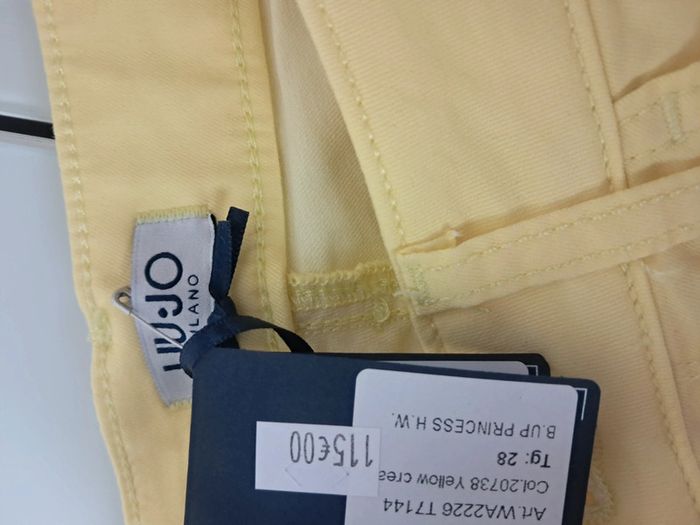 LIU·JO
MILANO
115€00
Art.WA2226 T7144
Col.20738 Yellow crea
Tg: 28
B.UP PRINCESS H.W.